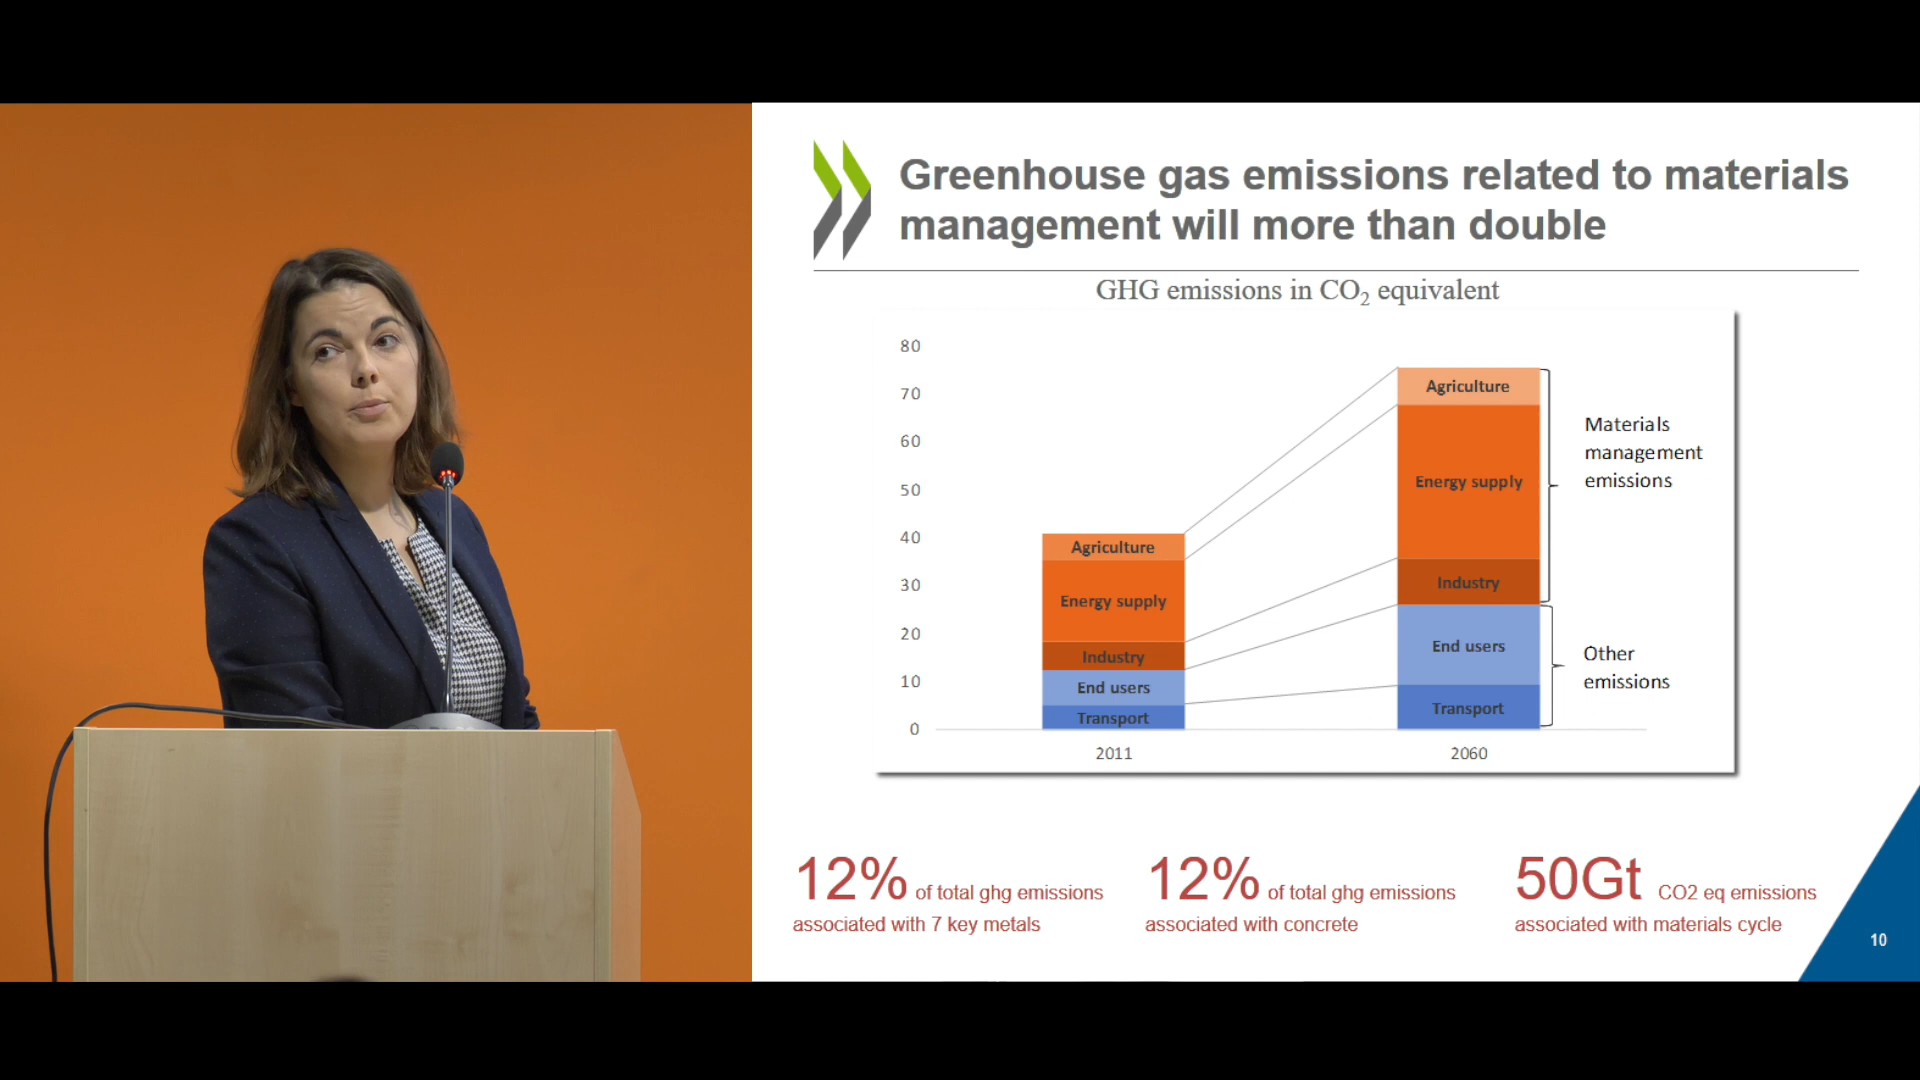 Greenhouse gas emissions related to materials
management will more than double
GHG emissions in CO₂ equivalent
80
70
60
50
40
30
20
10
0
Agriculture
Energy supply
Industry
End users
Transport
2011
Agriculture
Energy supply
Industry
End users
Transport
2060
Materials
management
emissions
Other
emissions
12% of total ghg emissions
associated with 7 key metals
12% of total ghg emissions
associated with concrete
50Gt CO2 eq emissions
associated with materials cycle
10